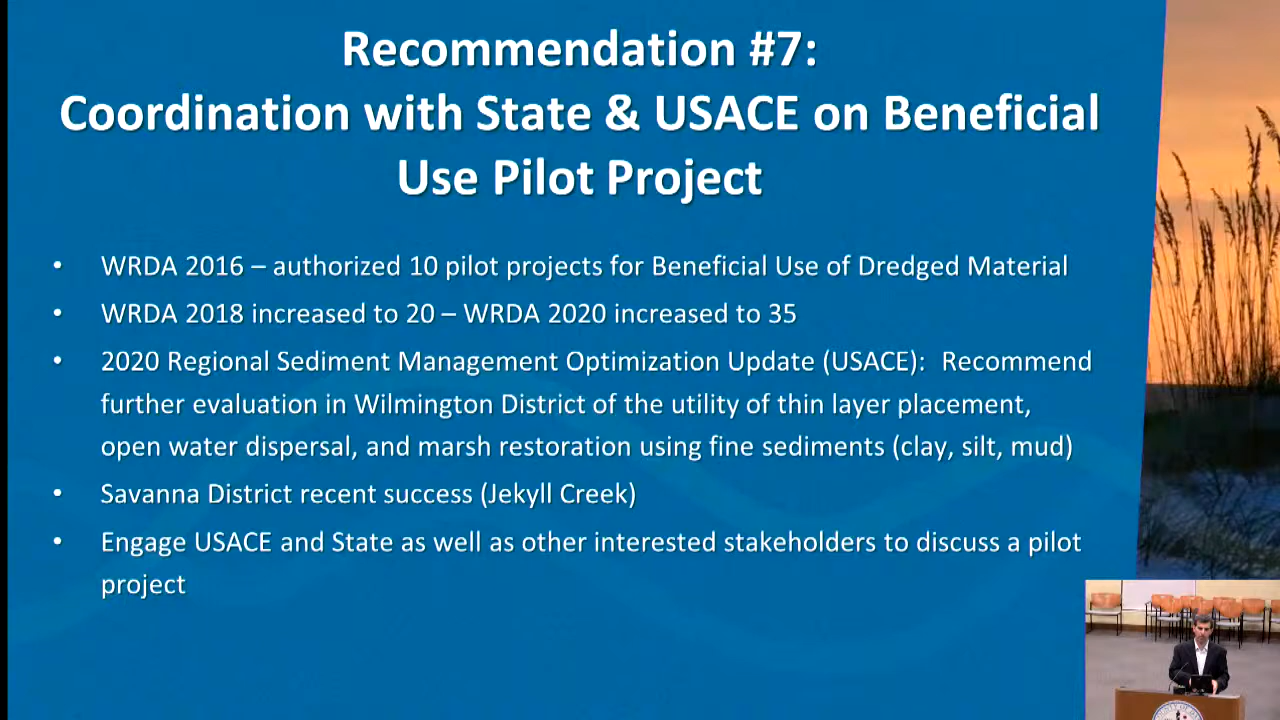 Recommendation #7:
Coordination with State & USACE on Beneficial
Use Pilot Project
• WRDA 2016 – authorized 10 pilot projects for Beneficial Use of Dredged Material
• WRDA 2018 increased to 20 – WRDA 2020 increased to 35
• 2020 Regional Sediment Management Optimization Update (USACE): Recommend
further evaluation in Wilmington District of the utility of thin layer placement,
open water dispersal, and marsh restoration using fine sediments (clay, silt, mud)
• Savanna District recent success (Jekyll Creek)
• Engage USACE and State as well as other interested stakeholders to discuss a pilot
project